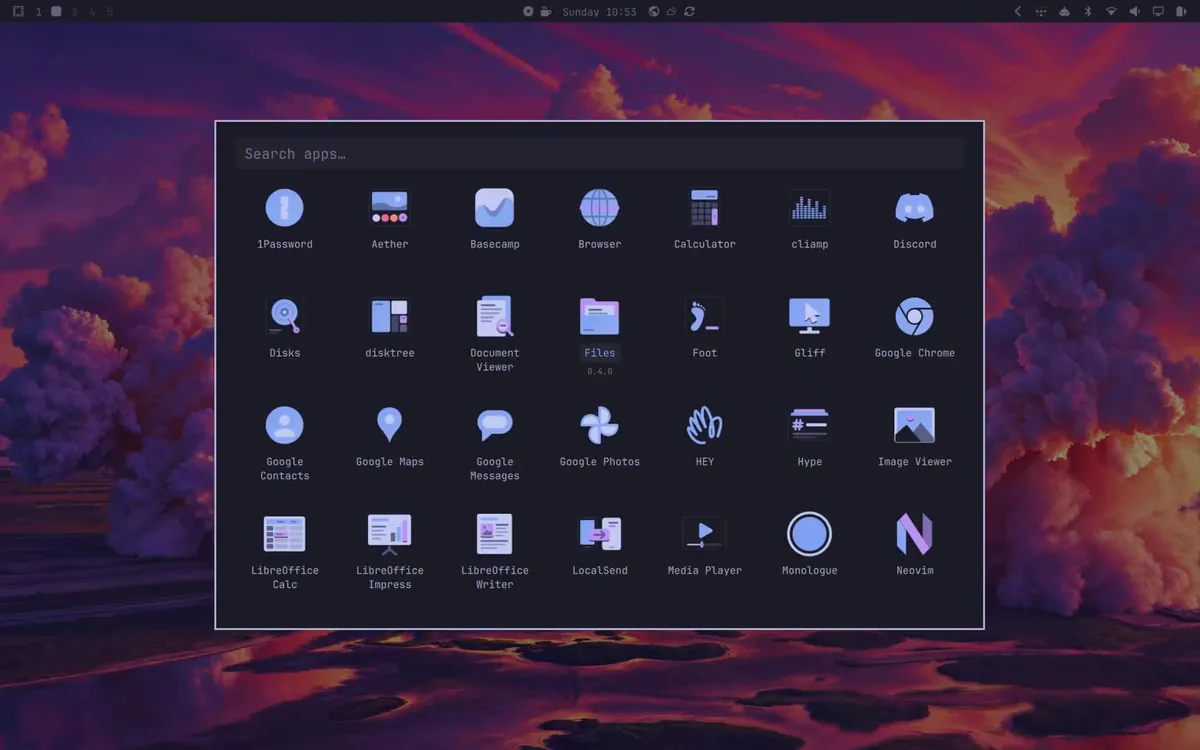 1 3 4 5
Sunday 10:53
Search apps…
1Password
Aether
Basecamp
Browser
Calculator
cliamp
Discord
Disks
disktree
Document
Viewer
Files
0.4.0
Foot
Gliff
Google Chrome
Google
Contacts
Google Maps
Google
Messages
Google Photos
HEY
Hype
Image Viewer
LibreOffice
Calc
LibreOffice
Impress
LibreOffice
Writer
LocalSend
Media Player
Monologue
Neovim